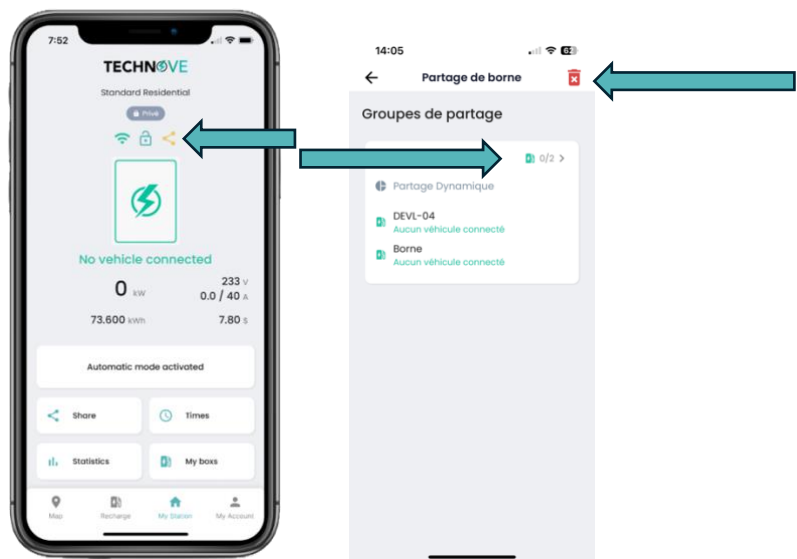 7:52
TECHNOVE
Standard Residential
Privé
No vehicle connected
0 kW
233 V
0.0 / 40 A
73.600 kWh
7.80 $
Automatic mode activated
Share
Times
Statistics
My boxs
Map
Recharge
My Station
My Account
14:05
62
Partage de borne
Groupes de partage
0/2
Partage Dynamique
DEVL-04
Aucun véhicule connecté
Borne
Aucun véhicule connecté